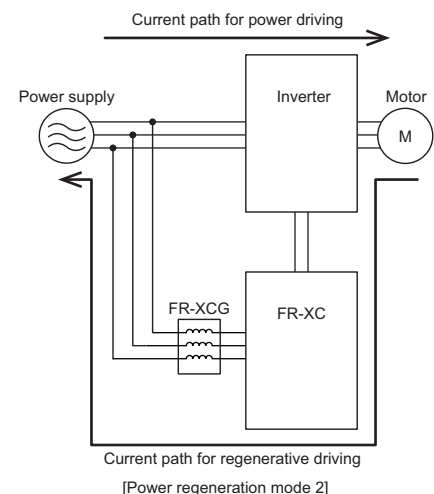 Current path for power driving
Power supply
Inverter
Motor
M
FR-XCG
FR-XC
Current path for regenerative driving
[Power regeneration mode 2]